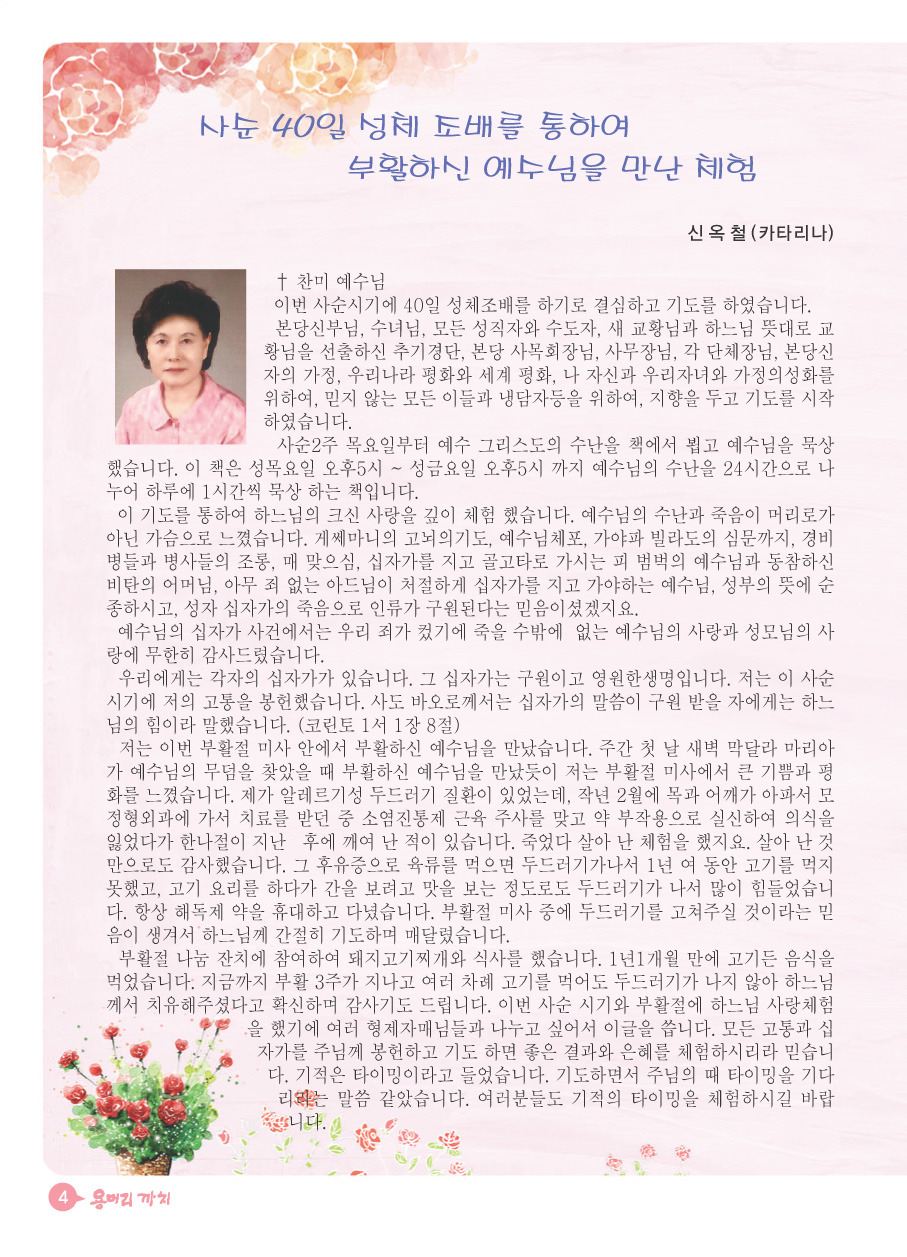 사순 40일 성체 조배를 통하여
부활하신 예수님을 만난 체험
신 옥 철 (카타리나)
† 찬미 예수님
이번 사순시기에 40일 성체조배를 하기로 결심하고 기도를 하였습니다.
본당신부님, 수녀님, 모든 성직자와 수도자, 새 교황님과 하느님 뜻대로 교
황님을 선출하신 추기경단, 본당 사목회장님, 사무장님, 각 단체장님, 본당신
자의 가정, 우리나라 평화와 세계 평화, 나 자신과 우리자녀와 가정의성화를
위하여, 믿지 않는 모든 이들과 냉담자등을 위하여, 지향을 두고 기도를 시작
하였습니다.
사순2주 목요일부터 예수 그리스도의 수난을 책에서 뵙고 예수님을 묵상
했습니다. 이 책은 성목요일 오후5시 ~ 성금요일 오후5시 까지 예수님의 수난을 24시간으로 나
누어 하루에 1시간씩 묵상 하는 책입니다.
이 기도를 통하여 하느님의 크신 사랑을 깊이 체험 했습니다. 예수님의 수난과 죽음이 머리로가
아닌 가슴으로 느꼈습니다. 게쎄마니의 고뇌의기도, 예수님체포, 가야파 빌라도의 심문까지, 경비
병들과 병사들의 조롱, 매 맞으심, 십자가를 지고 골고타로 가시는 피 범벅의 예수님과 동참하신
비탄의 어머님, 아무 죄 없는 아드님이 처절하게 십자가를 지고 가야하는 예수님, 성부의 뜻에 순
종하시고, 성자 십자가의 죽음으로 인류가 구원된다는 믿음이셨겠지요.
예수님의 십자가 사건에서는 우리 죄가 컸기에 죽을 수밖에 없는 예수님의 사랑과 성모님의 사
랑에 무한히 감사드렸습니다.
우리에게는 각자의 십자가가 있습니다. 그 십자가는 구원이고 영원한생명입니다. 저는 이 사순
시기에 저의 고통을 봉헌했습니다. 사도 바오로께서는 십자가의 말씀이 구원 받을 자에게는 하느
님의 힘이라 말했습니다. (코린토 1서 1장 8절)
저는 이번 부활절 미사 안에서 부활하신 예수님을 만났습니다. 주간 첫 날 새벽 막달라 마리아
가 예수님의 무덤을 찾았을 때 부활하신 예수님을 만났듯이 저는 부활절 미사에서 큰 기쁨과 평
화를 느꼈습니다. 제가 알레르기성 두드러기 질환이 있었는데, 작년 2월에 목과 어깨가 아파서 모
정형외과에 가서 치료를 받던 중 소염진통제 근육 주사를 맞고 약 부작용으로 실신하여 의식을
잃었다가 한나절이 지난 후에 깨여 난 적이 있습니다. 죽었다 살아 난 체험을 했지요. 살아 난 것
만으로도 감사했습니다. 그 후유증으로 육류를 먹으면 두드러기가나서 1년 여 동안 고기를 먹지
못했고, 고기 요리를 하다가 간을 보려고 맛을 보는 정도로도 두드러기가 나서 많이 힘들었습니
다. 항상 해독제 약을 휴대하고 다녔습니다. 부활절 미사 중에 두드러기를 고쳐주실 것이라는 믿
음이 생겨서 하느님께 간절히 기도하며 매달렸습니다.
부활절 나눔 잔치에 참여하여 돼지고기찌개와 식사를 했습니다. 1년1개월 만에 고기든 음식을
먹었습니다. 지금까지 부활 3주가 지나고 여러 차례 고기를 먹어도 두드러기가 나지 않아 하느님
께서 치유해주셨다고 확신하며 감사기도 드립니다. 이번 사순 시기와 부활절에 하느님 사랑체험
을 했기에 여러 형제자매님들과 나누고 싶어서 이글을 씁니다. 모든 고통과 십
자가를 주님께 봉헌하고 기도 하면 좋은 결과와 은혜를 체험하시리라 믿습니
다. 기적은 타이밍이라고 들었습니다. 기도하면서 주님의 때 타이밍을 기다
리라는 말씀 같았습니다. 여러분들도 기적의 타이밍을 체험하시길 바랍
니다.
4 용머리 까치